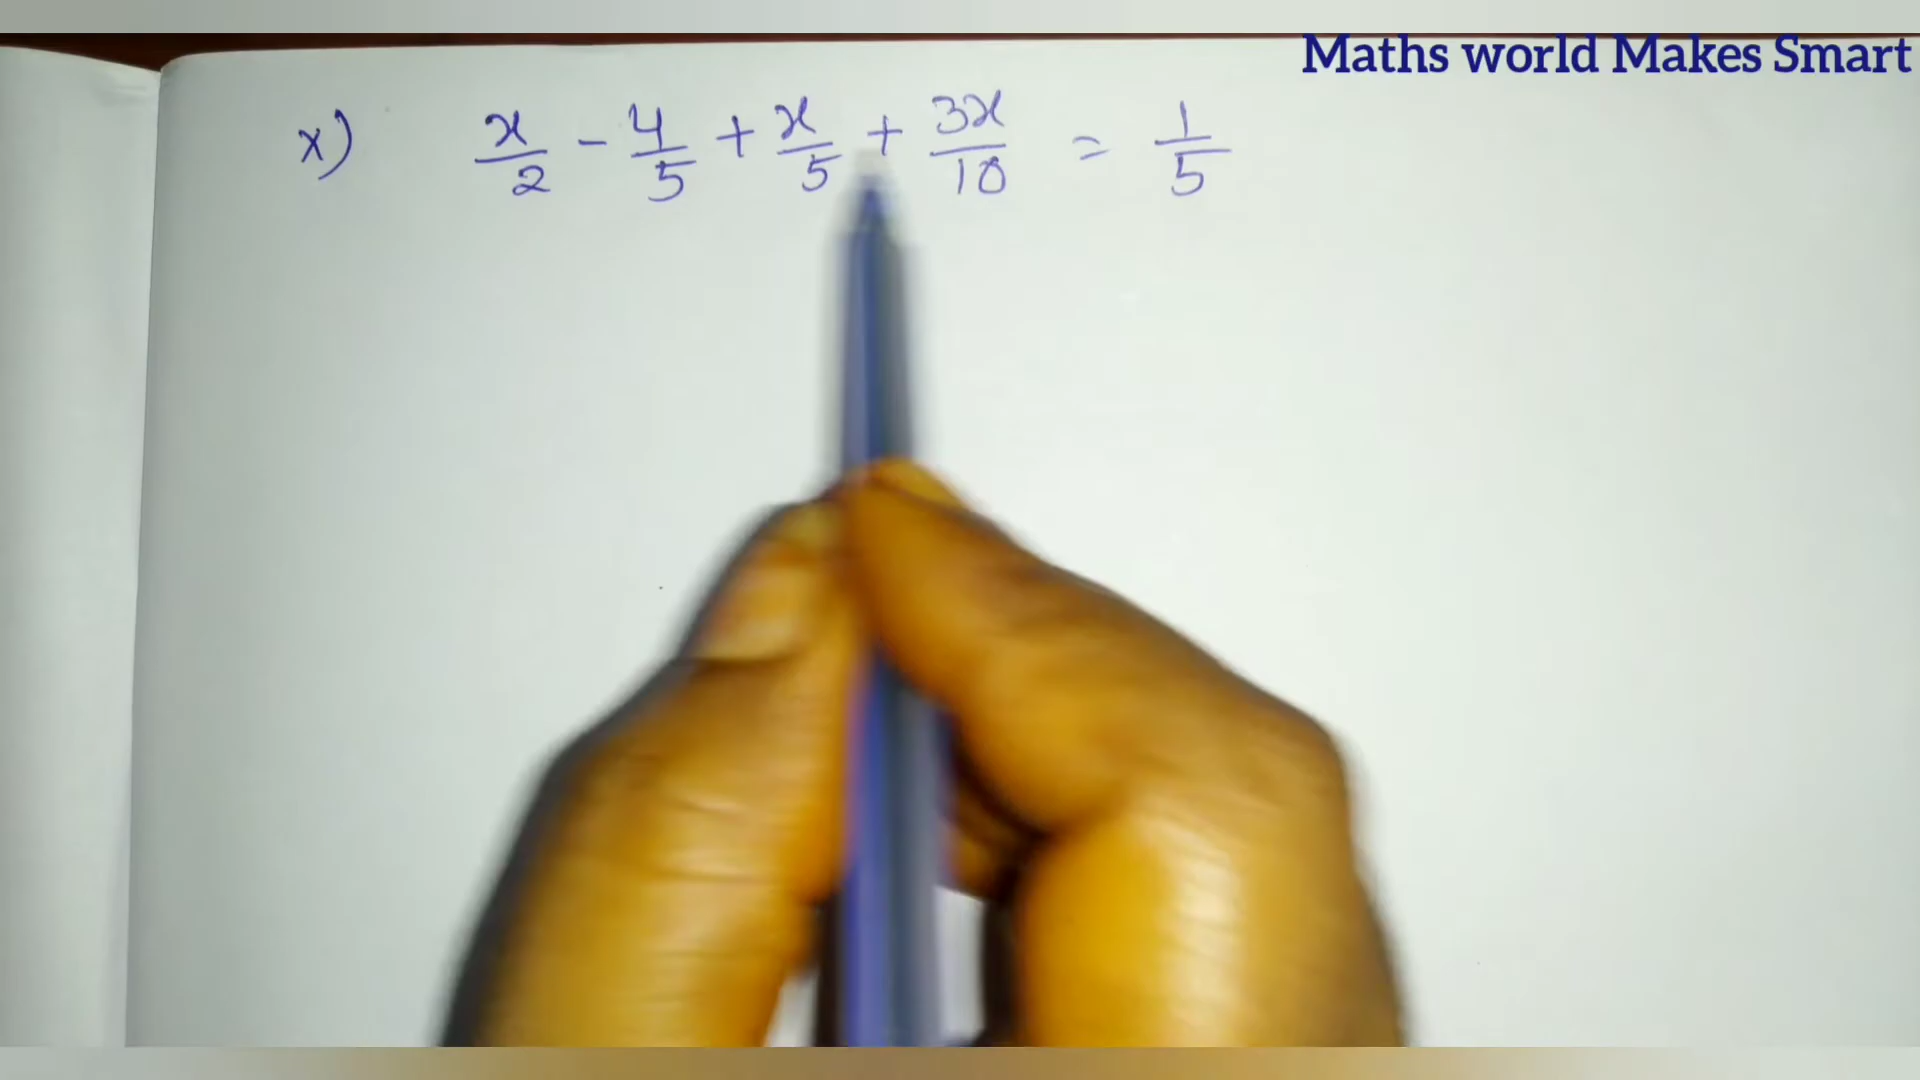 Maths world Makes Smart
x) x/2 - 4/5 + x/5 + 3x/10 = 1/5